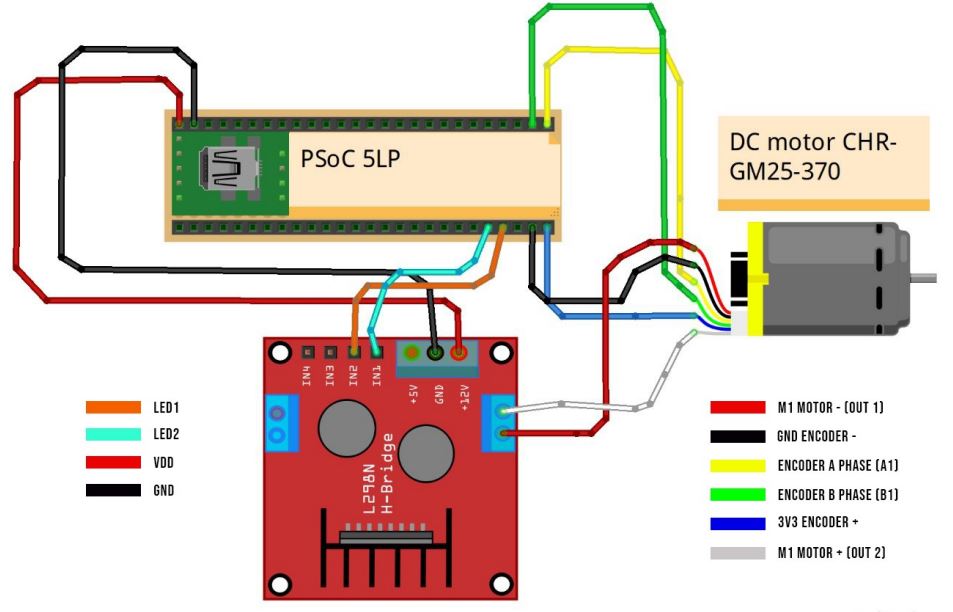 PSoC 5LP
DC motor CHR-
GM25-370
IN4
IN3
IN2
IN1
+5V
GND
+12V
L298N
H-Bridge
LED1
LED2
VDD
GND
M1 MOTOR - (OUT 1)
GND ENCODER -
ENCODER A PHASE (A1)
ENCODER B PHASE (B1)
3V3 ENCODER +
M1 MOTOR + (OUT 2)